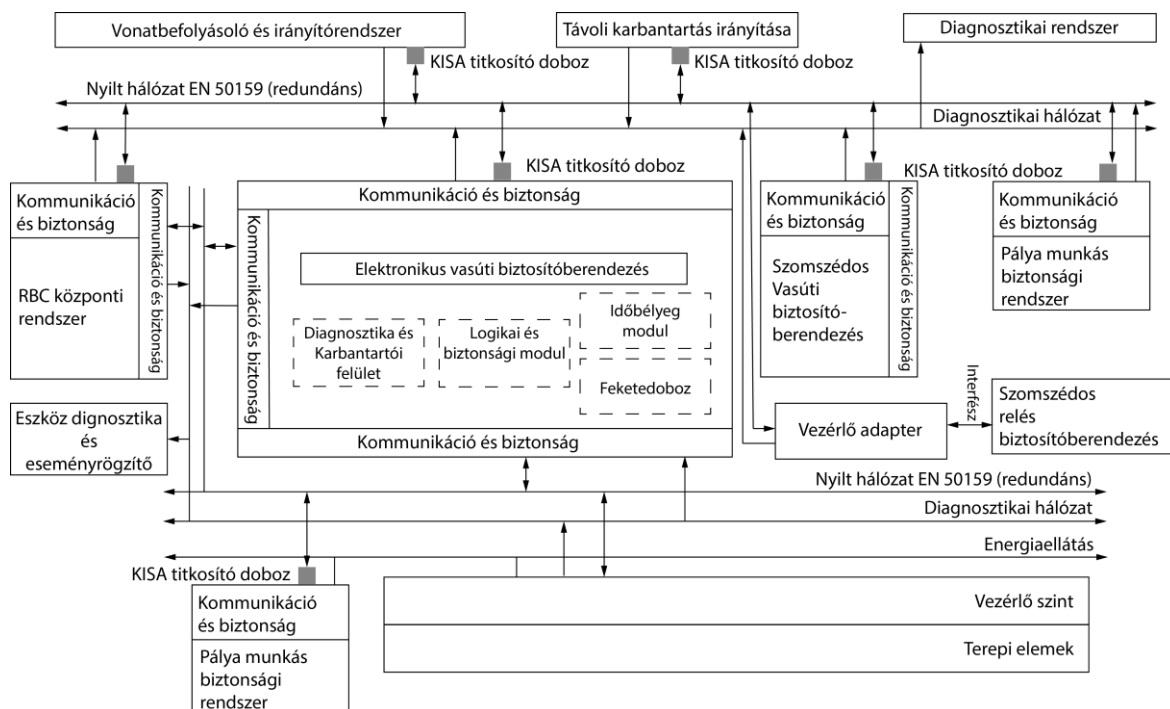 Vonatbefolyásoló és irányítórendszer
Távoli karbantartás irányítása
Diagnosztikai rendszer
KISA titkosító doboz
KISA titkosító doboz
Nyílt hálózat EN 50159 (redundáns)
Diagnosztikai hálózat
KISA titkosító doboz
KISA titkosító doboz
Kommunikáció
és biztonság
RBC központi
rendszer
Kommunikáció és biztonság
Kommunikáció és biztonság
Kommunikáció és biztonság
Elektronikus vasúti biztosítóberendezés
Diagnosztika és
Karbantartói
felület
Logikai és
biztonsági modul
Időbélyeg
modul
Feketedoboz
Kommunikáció és biztonság
Kommunikáció
és biztonság
Szomszédos
Vasúti
biztosító-
berendezés
Kommunikáció és biztonság
Kommunikáció
és biztonság
Pálya munkás
biztonsági
rendszer
Eszköz dignosztika
és
eseményrögzítő
Vezérlő adapter
Interfész
Szomszédos
relés
biztosítóberendezés
Nyílt hálózat EN 50159 (redundáns)
Diagnosztikai hálózat
Energiaellátás
KISA titkosító doboz
Kommunikáció
és biztonság
Pálya munkás
biztonsági
rendszer
Vezérlő szint
Terepi elemek